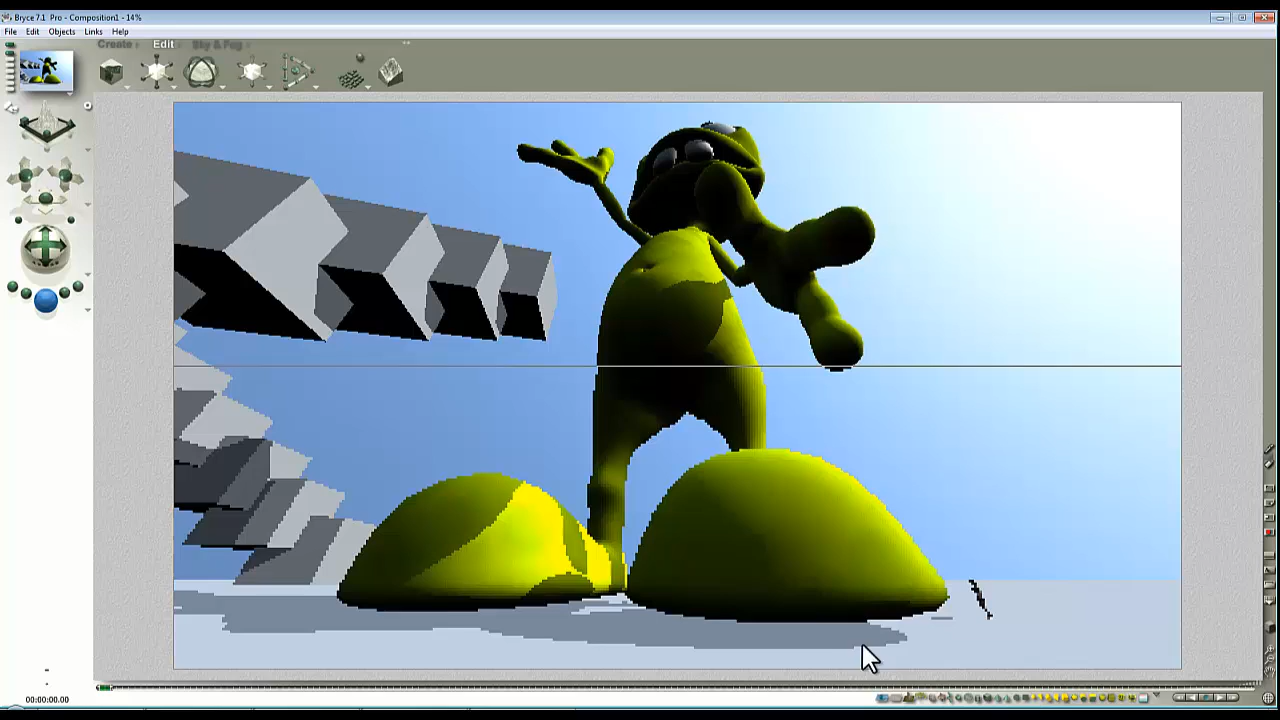 Bryce 7.1 Pro - Composition1 - 14%
File Edit Objects Links Help
Create Edit Sky & Fog
00:00:00.00